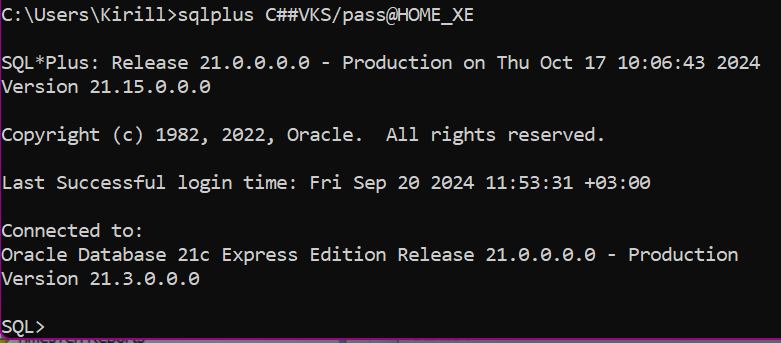 C:\Users\Kirill>sqlplus C##VKS/pass@HOME_XE
SQL*Plus: Release 21.0.0.0.0 - Production on Thu Oct 17 10:06:43 2024
Version 21.15.0.0.0
Copyright (c) 1982, 2022, Oracle.  All rights reserved.
Last Successful login time: Fri Sep 20 2024 11:53:31 +03:00
Connected to:
Oracle Database 21c Express Edition Release 21.0.0.0.0 - Production
Version 21.3.0.0.0
SQL>